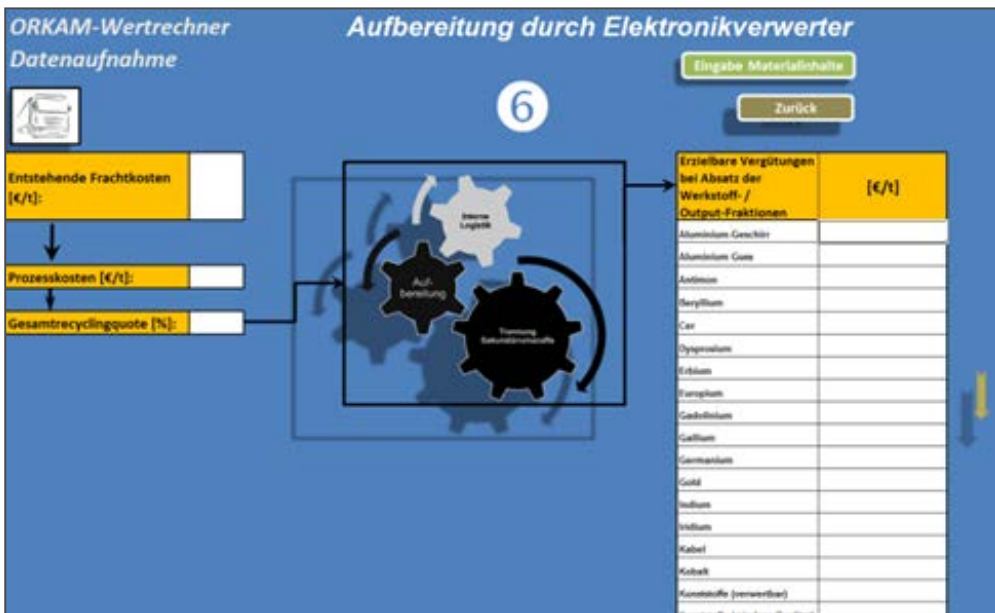 ORKAM-Wertrechner
Datenaufnahme
Aufbereitung durch Elektronikverwerter
Eingabe Materialinhalte
Zurück
6
Entstehende Frachtkosten
[€/t]:
Prozesskosten [€/t]:
Gesamtrecyclingquote [%]:
Interne
Logistik
Auf-
bereitung
Trennung
Sekundärrohstoffe
Erzielbare Vergütungen
bei Absatz der
Werkstoff- /
Output-Fraktionen
[€/t]
Aluminium Geschirr
Aluminium Guss
Antimon
Beryllium
Cer
Dysprosium
Erbium
Europium
Gadolinium
Gallium
Germanium
Gold
Indium
Iridium
Kabel
Kobalt
Kunststoffe (verwertbar)